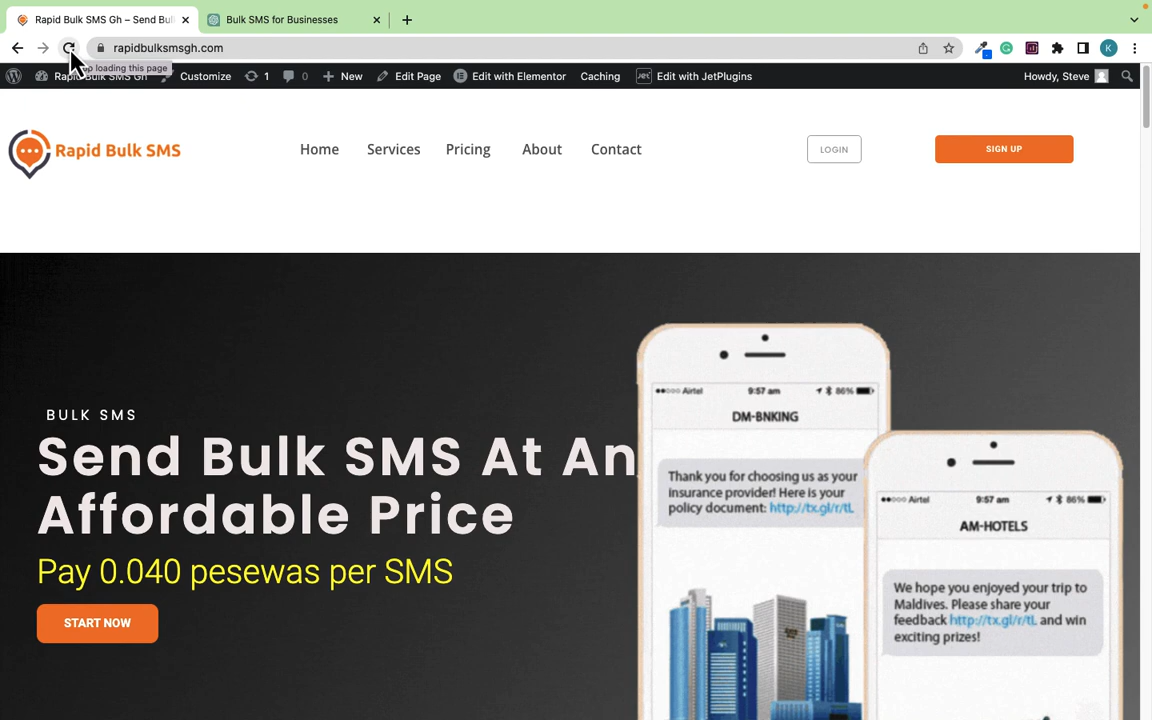 Rapid Bulk SMS Gh – Send Bul
Bulk SMS for Businesses
rapidbulksmsgh.com
K
loading this page
Rapid Bulk SMS Gh
Customize
1
0
New
Edit Page
Edit with Elementor
Caching
Edit with JetPlugins
Howdy, Steve
Rapid Bulk SMS
Home
Services
Pricing
About
Contact
LOGIN
SIGN UP
BULK SMS
Send Bulk SMS At An
Affordable Price
Pay 0.040 pesewas per SMS
START NOW
Airtel
9:57 am
86%
DM-BNKING
Thank you for choosing us as your
insurance provider! Here is your
policy document: http://tx.gl/r/tL
Airtel
9:57 am
86%
AM-HOTELS
We hope you enjoyed your trip to
Maldives. Please share your
feedback http://tx.gl/r/tL and win
exciting prizes!